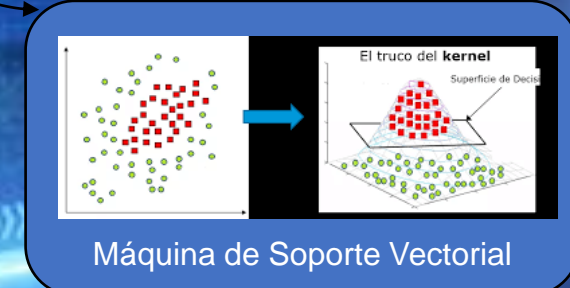 El truco del kernel
Superficie de Decisi
Máquina de Soporte Vectorial